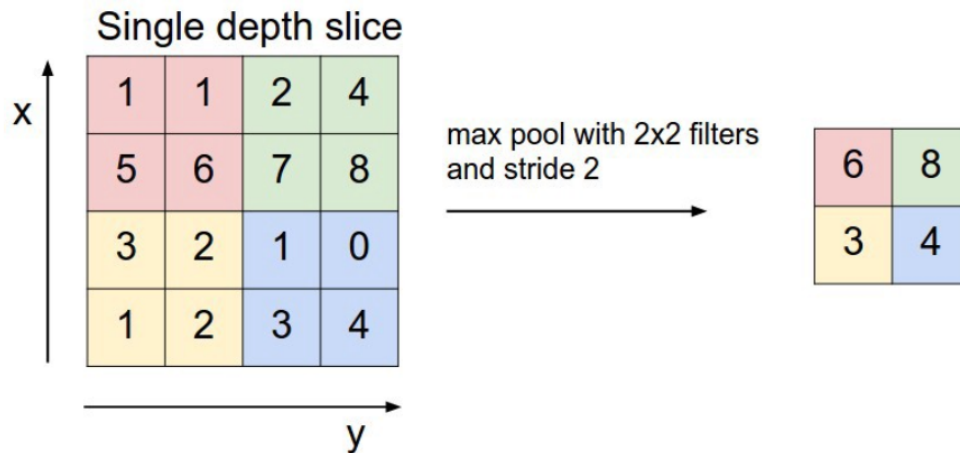 Single depth slice
x
1 1 2 4
5 6 7 8
3 2 1 0
1 2 3 4
y
max pool with 2x2 filters
and stride 2
6 8
3 4